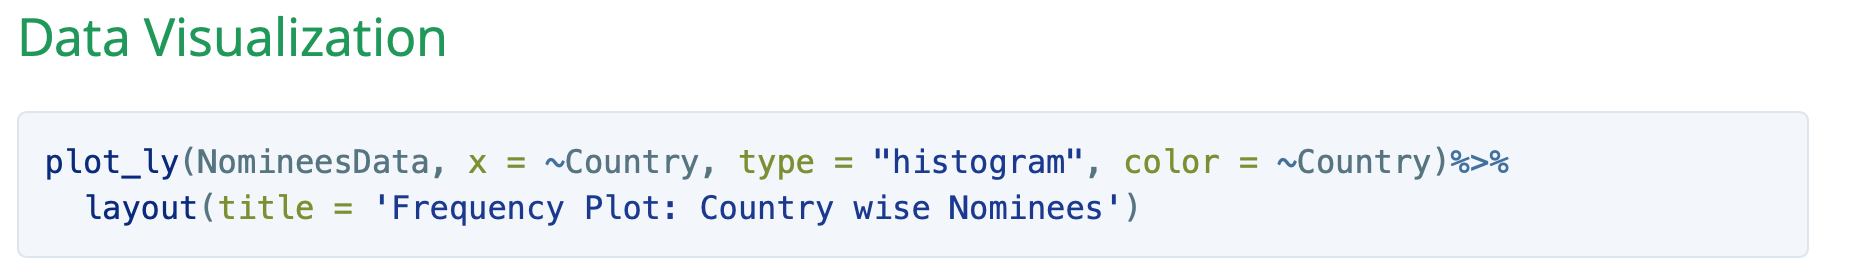 Data Visualization
plot_ly(NomineesData, x = ~Country, type = "histogram", color = ~Country)%>%
  layout(title = 'Frequency Plot: Country wise Nominees')